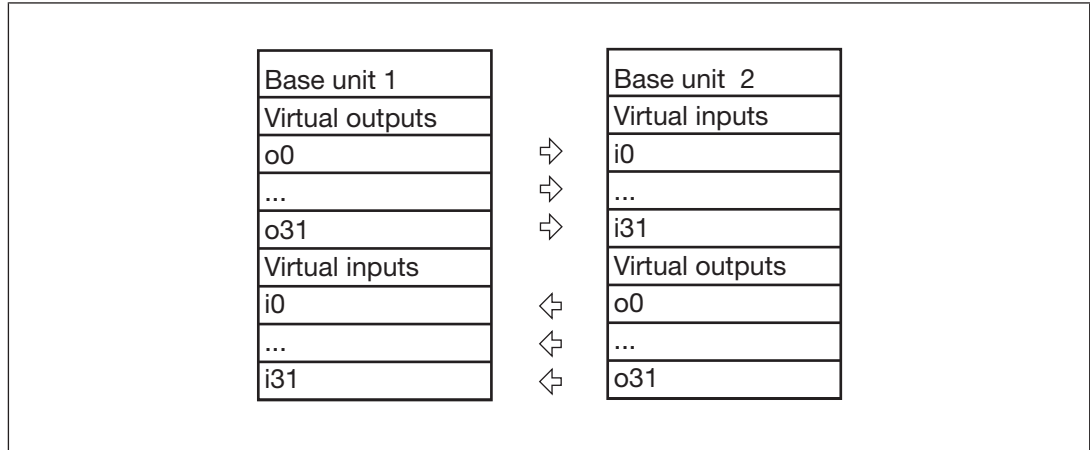 Base unit 1
Virtual outputs
o0
...
o31
Virtual inputs
i0
...
i31
Base unit 2
Virtual inputs
i0
...
i31
Virtual outputs
o0
...
o31